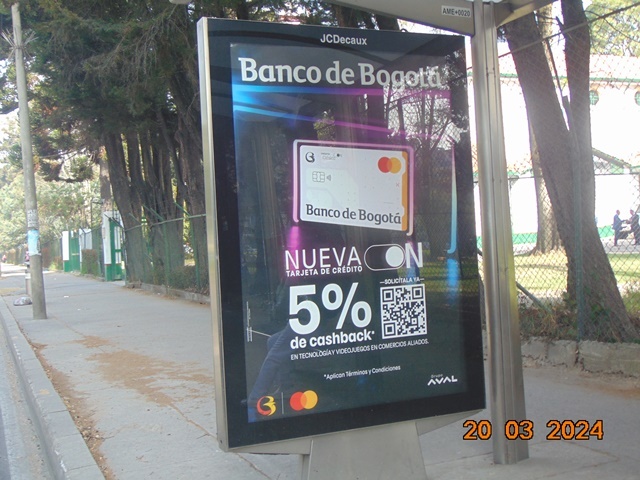 AME•0020
JCDecaux
Banco de Bogotá
Banco de Bogotá
NUEVA ON
TARJETA DE CRÉDITO
SOLICÍTALA YA
5%
de cashback*
EN TECNOLOGÍA Y VIDEOJUEGOS EN COMERCIOS ALIADOS.
*Aplican Términos y Condiciones
Grupo
AVAL
20 03 2024